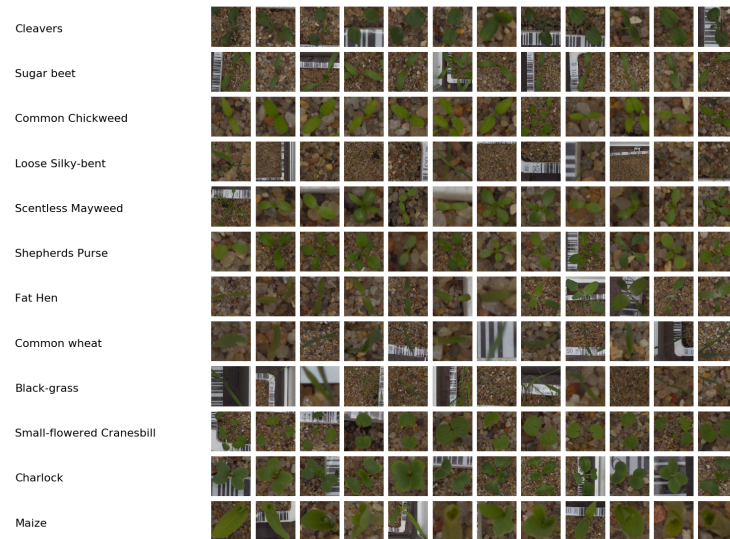 Cleavers
Sugar beet
Common Chickweed
Loose Silky-bent
Scentless Mayweed
Shepherds Purse
Fat Hen
Common wheat
Black-grass
Small-flowered Cranesbill
Charlock
Maize